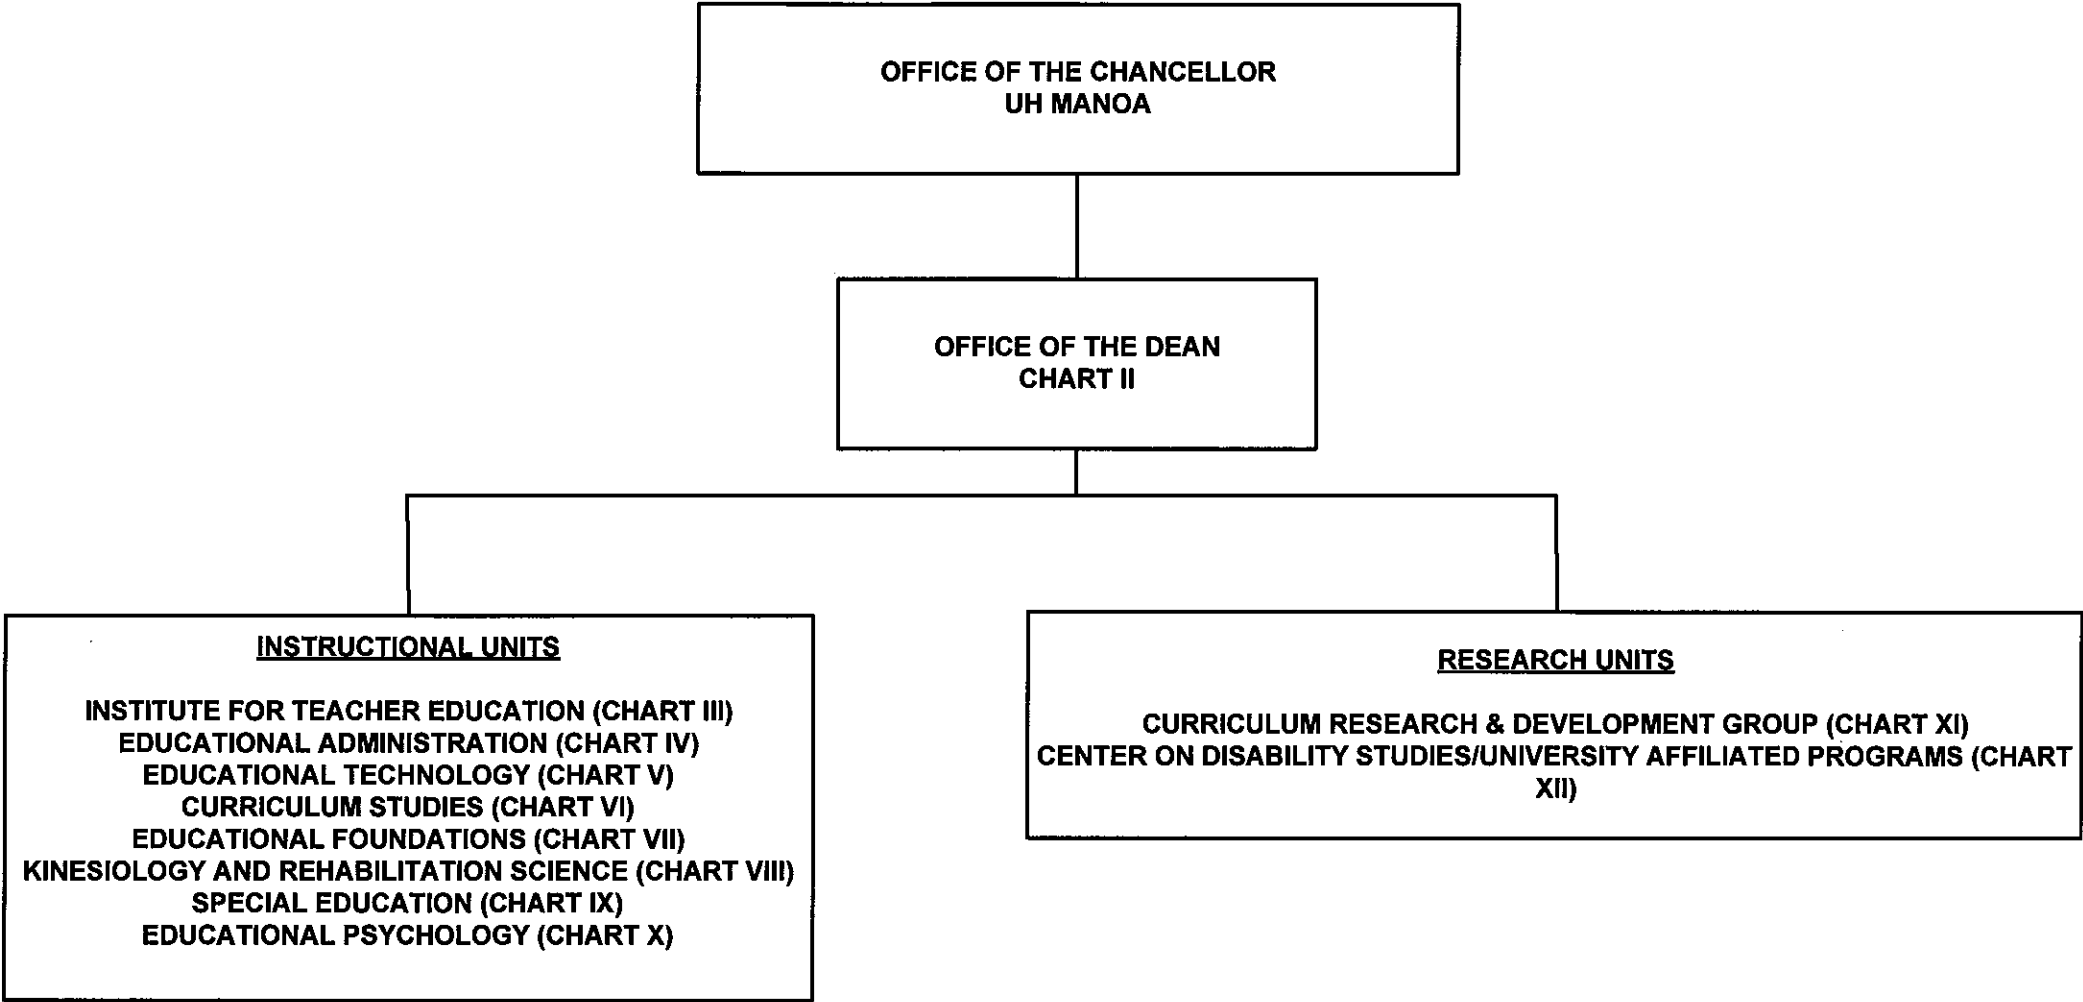 OFFICE OF THE CHANCELLOR
UH MANOA
OFFICE OF THE DEAN
CHART II
INSTRUCTIONAL UNITS
INSTITUTE FOR TEACHER EDUCATION (CHART III)
EDUCATIONAL ADMINISTRATION (CHART IV)
EDUCATIONAL TECHNOLOGY (CHART V)
CURRICULUM STUDIES (CHART VI)
EDUCATIONAL FOUNDATIONS (CHART VII)
KINESIOLOGY AND REHABILITATION SCIENCE (CHART VIII)
SPECIAL EDUCATION (CHART IX)
EDUCATIONAL PSYCHOLOGY (CHART X)
RESEARCH UNITS
CURRICULUM RESEARCH & DEVELOPMENT GROUP (CHART XI)
CENTER ON DISABILITY STUDIES/UNIVERSITY AFFILIATED PROGRAMS (CHART
XII)